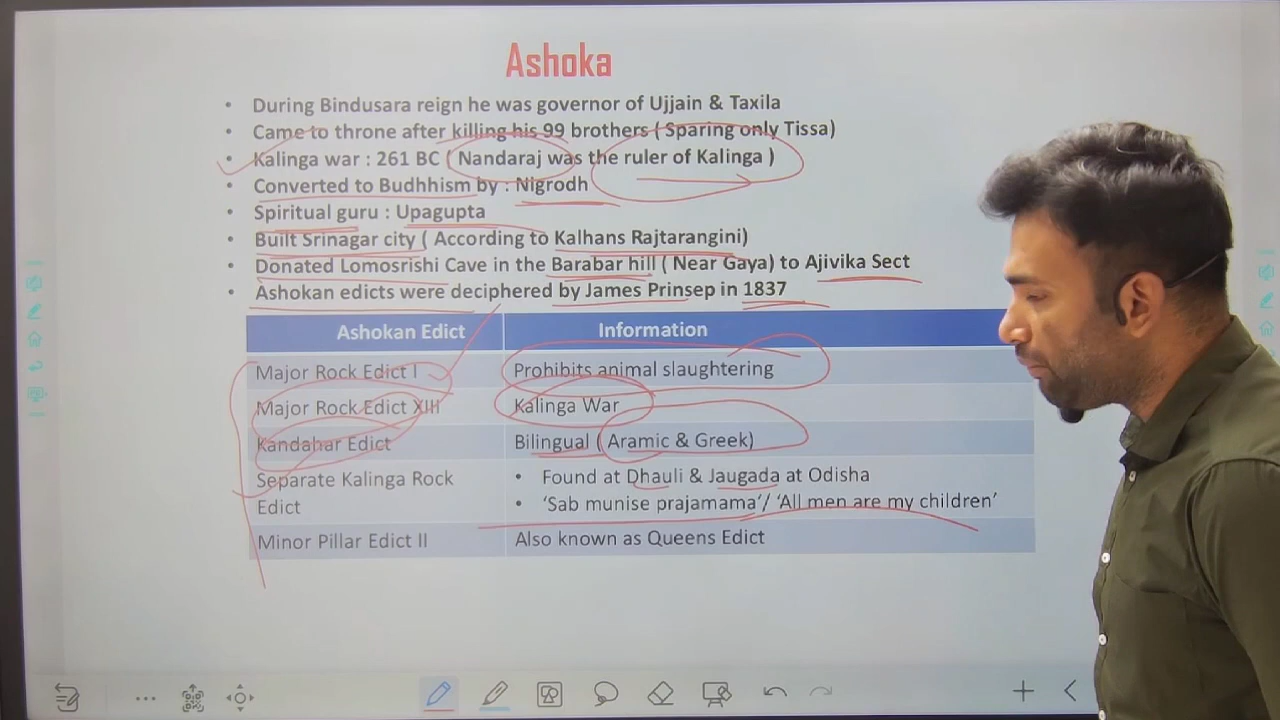 Ashoka
• During Bindusara reign he was governor of Ujjain & Taxila
• Came to throne after killing his 99 brothers ( Sparing only Tissa)
• Kalinga war : 261 BC ( Nandaraj was the ruler of Kalinga )
• Converted to Budhhism by : Nigrodh
• Spiritual guru : Upagupta
• Built Srinagar city ( According to Kalhans Rajtarangini)
• Donated Lomosrishi Cave in the Barabar hill ( Near Gaya) to Ajivika Sect
• Ashokan edicts were deciphered by James Prinsep in 1837
Ashokan Edict Information
Major Rock Edict I Prohibits animal slaughtering
Major Rock Edict XIII Kalinga War
Kandahar Edict Bilingual ( Aramic & Greek)
Separate Kalinga Rock
Edict
• Found at Dhauli & Jaugada at Odisha
• ‘Sab munise prajamama’/ ‘All men are my children’
Minor Pillar Edict II Also known as Queens Edict